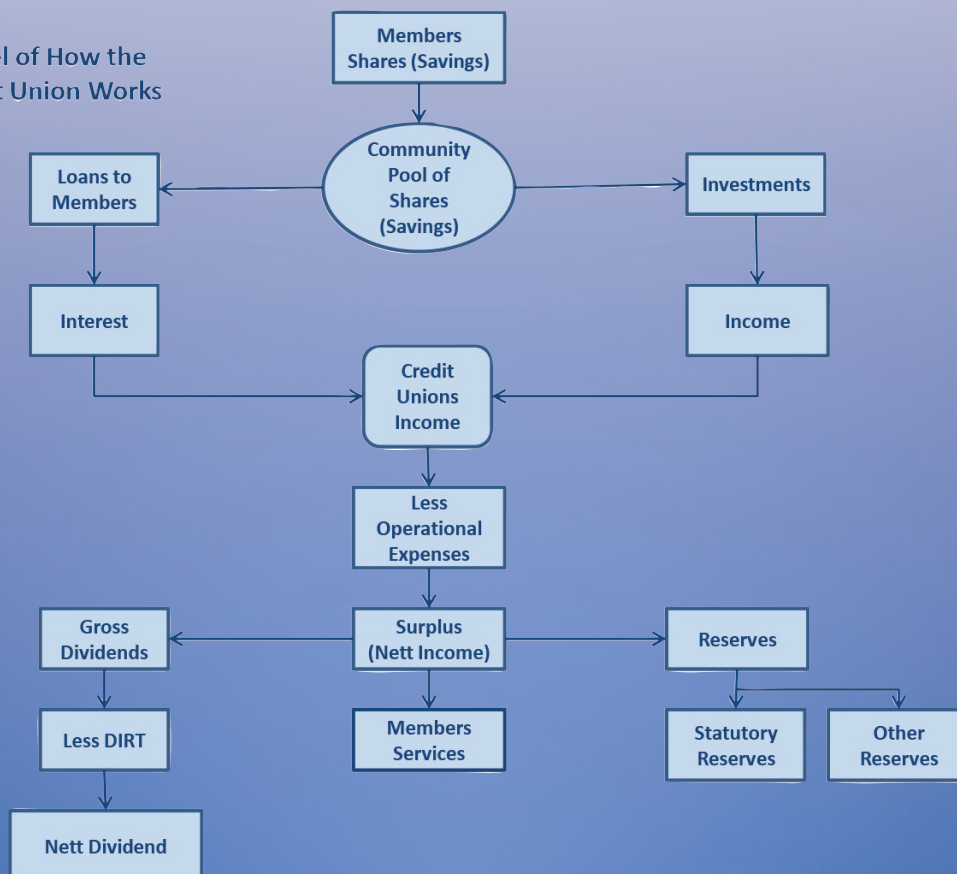 el of How the
t Union Works
Members
Shares (Savings)
Community
Pool of
Shares
(Savings)
Loans to
Members
Investments
Interest
Income
Credit
Unions
Income
Less
Operational
Expenses
Gross
Dividends
Surplus
(Nett Income)
Reserves
Less DIRT
Members
Services
Statutory
Reserves
Other
Reserves
Nett Dividend